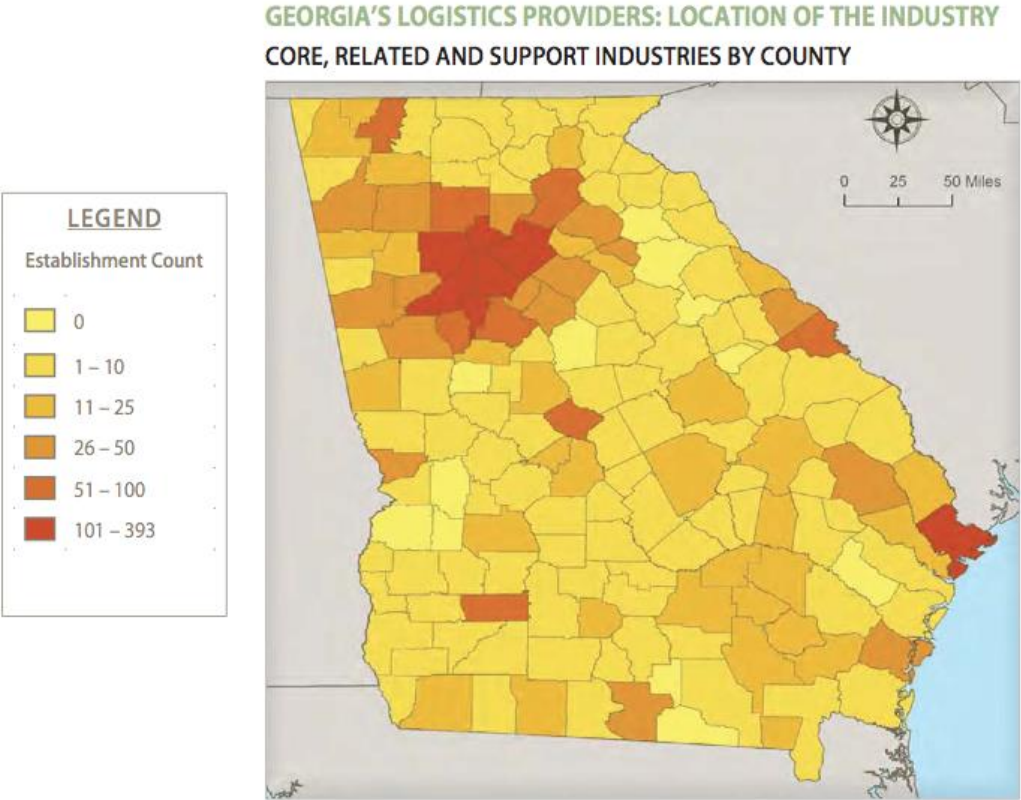 GEORGIA'S LOGISTICS PROVIDERS: LOCATION OF THE INDUSTRY
CORE, RELATED AND SUPPORT INDUSTRIES BY COUNTY
0 25 50 Miles
LEGEND
Establishment Count
0
1 – 10
11 – 25
26 – 50
51 – 100
101 – 393